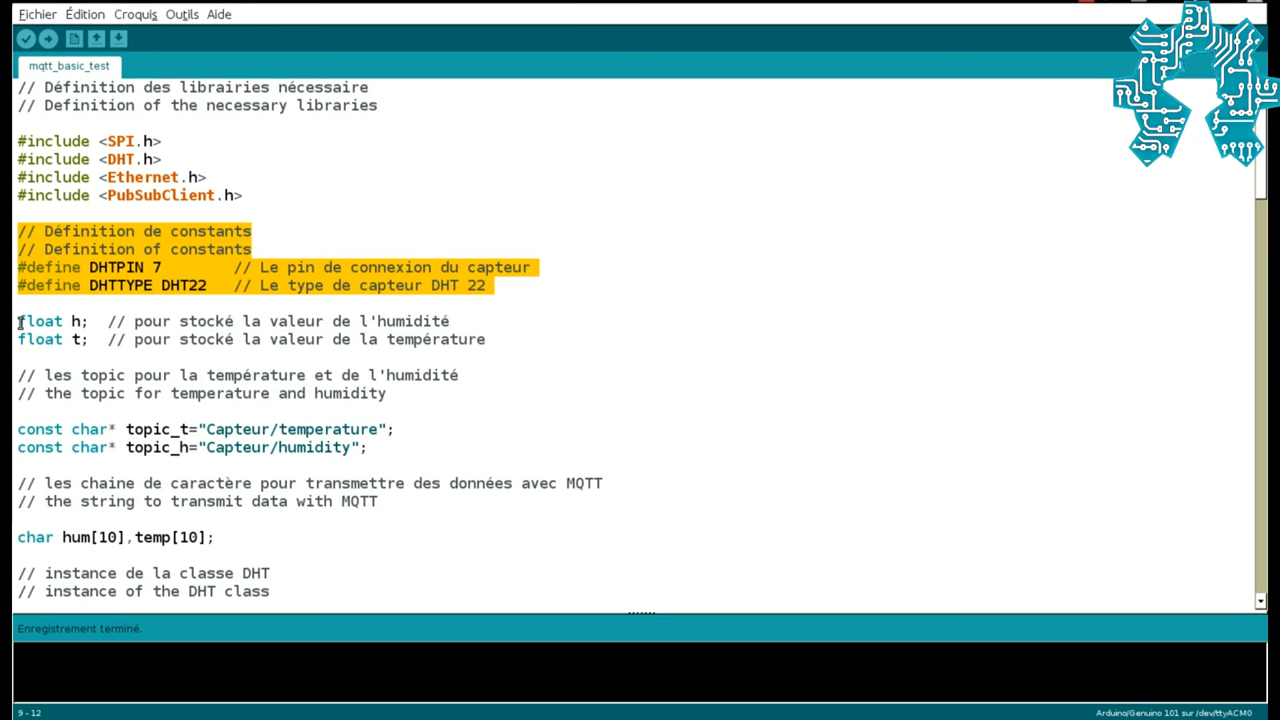 Fichier Édition Croquis Outils Aide
mqtt_basic_test
// Définition des librairies nécessaire
// Definition of the necessary libraries
#include <SPI.h>
#include <DHT.h>
#include <Ethernet.h>
#include <PubSubClient.h>
// Définition de constants
// Definition of constants
#define DHTPIN 7 // Le pin de connexion du capteur
#define DHTTYPE DHT22 // Le type de capteur DHT 22
float h; // pour stocké la valeur de l'humidité
float t; // pour stocké la valeur de la température
// les topic pour la température et de l'humidité
// the topic for temperature and humidity
const char* topic_t="Capteur/temperature";
const char* topic_h="Capteur/humidity";
// les chaine de caractère pour transmettre des données avec MQTT
// the string to transmit data with MQTT
char hum[10],temp[10];
// instance de la classe DHT
// instance of the DHT class
Enregistrement terminé.
9 - 12 Arduino/Genuino 101 sur /dev/ttyACM0